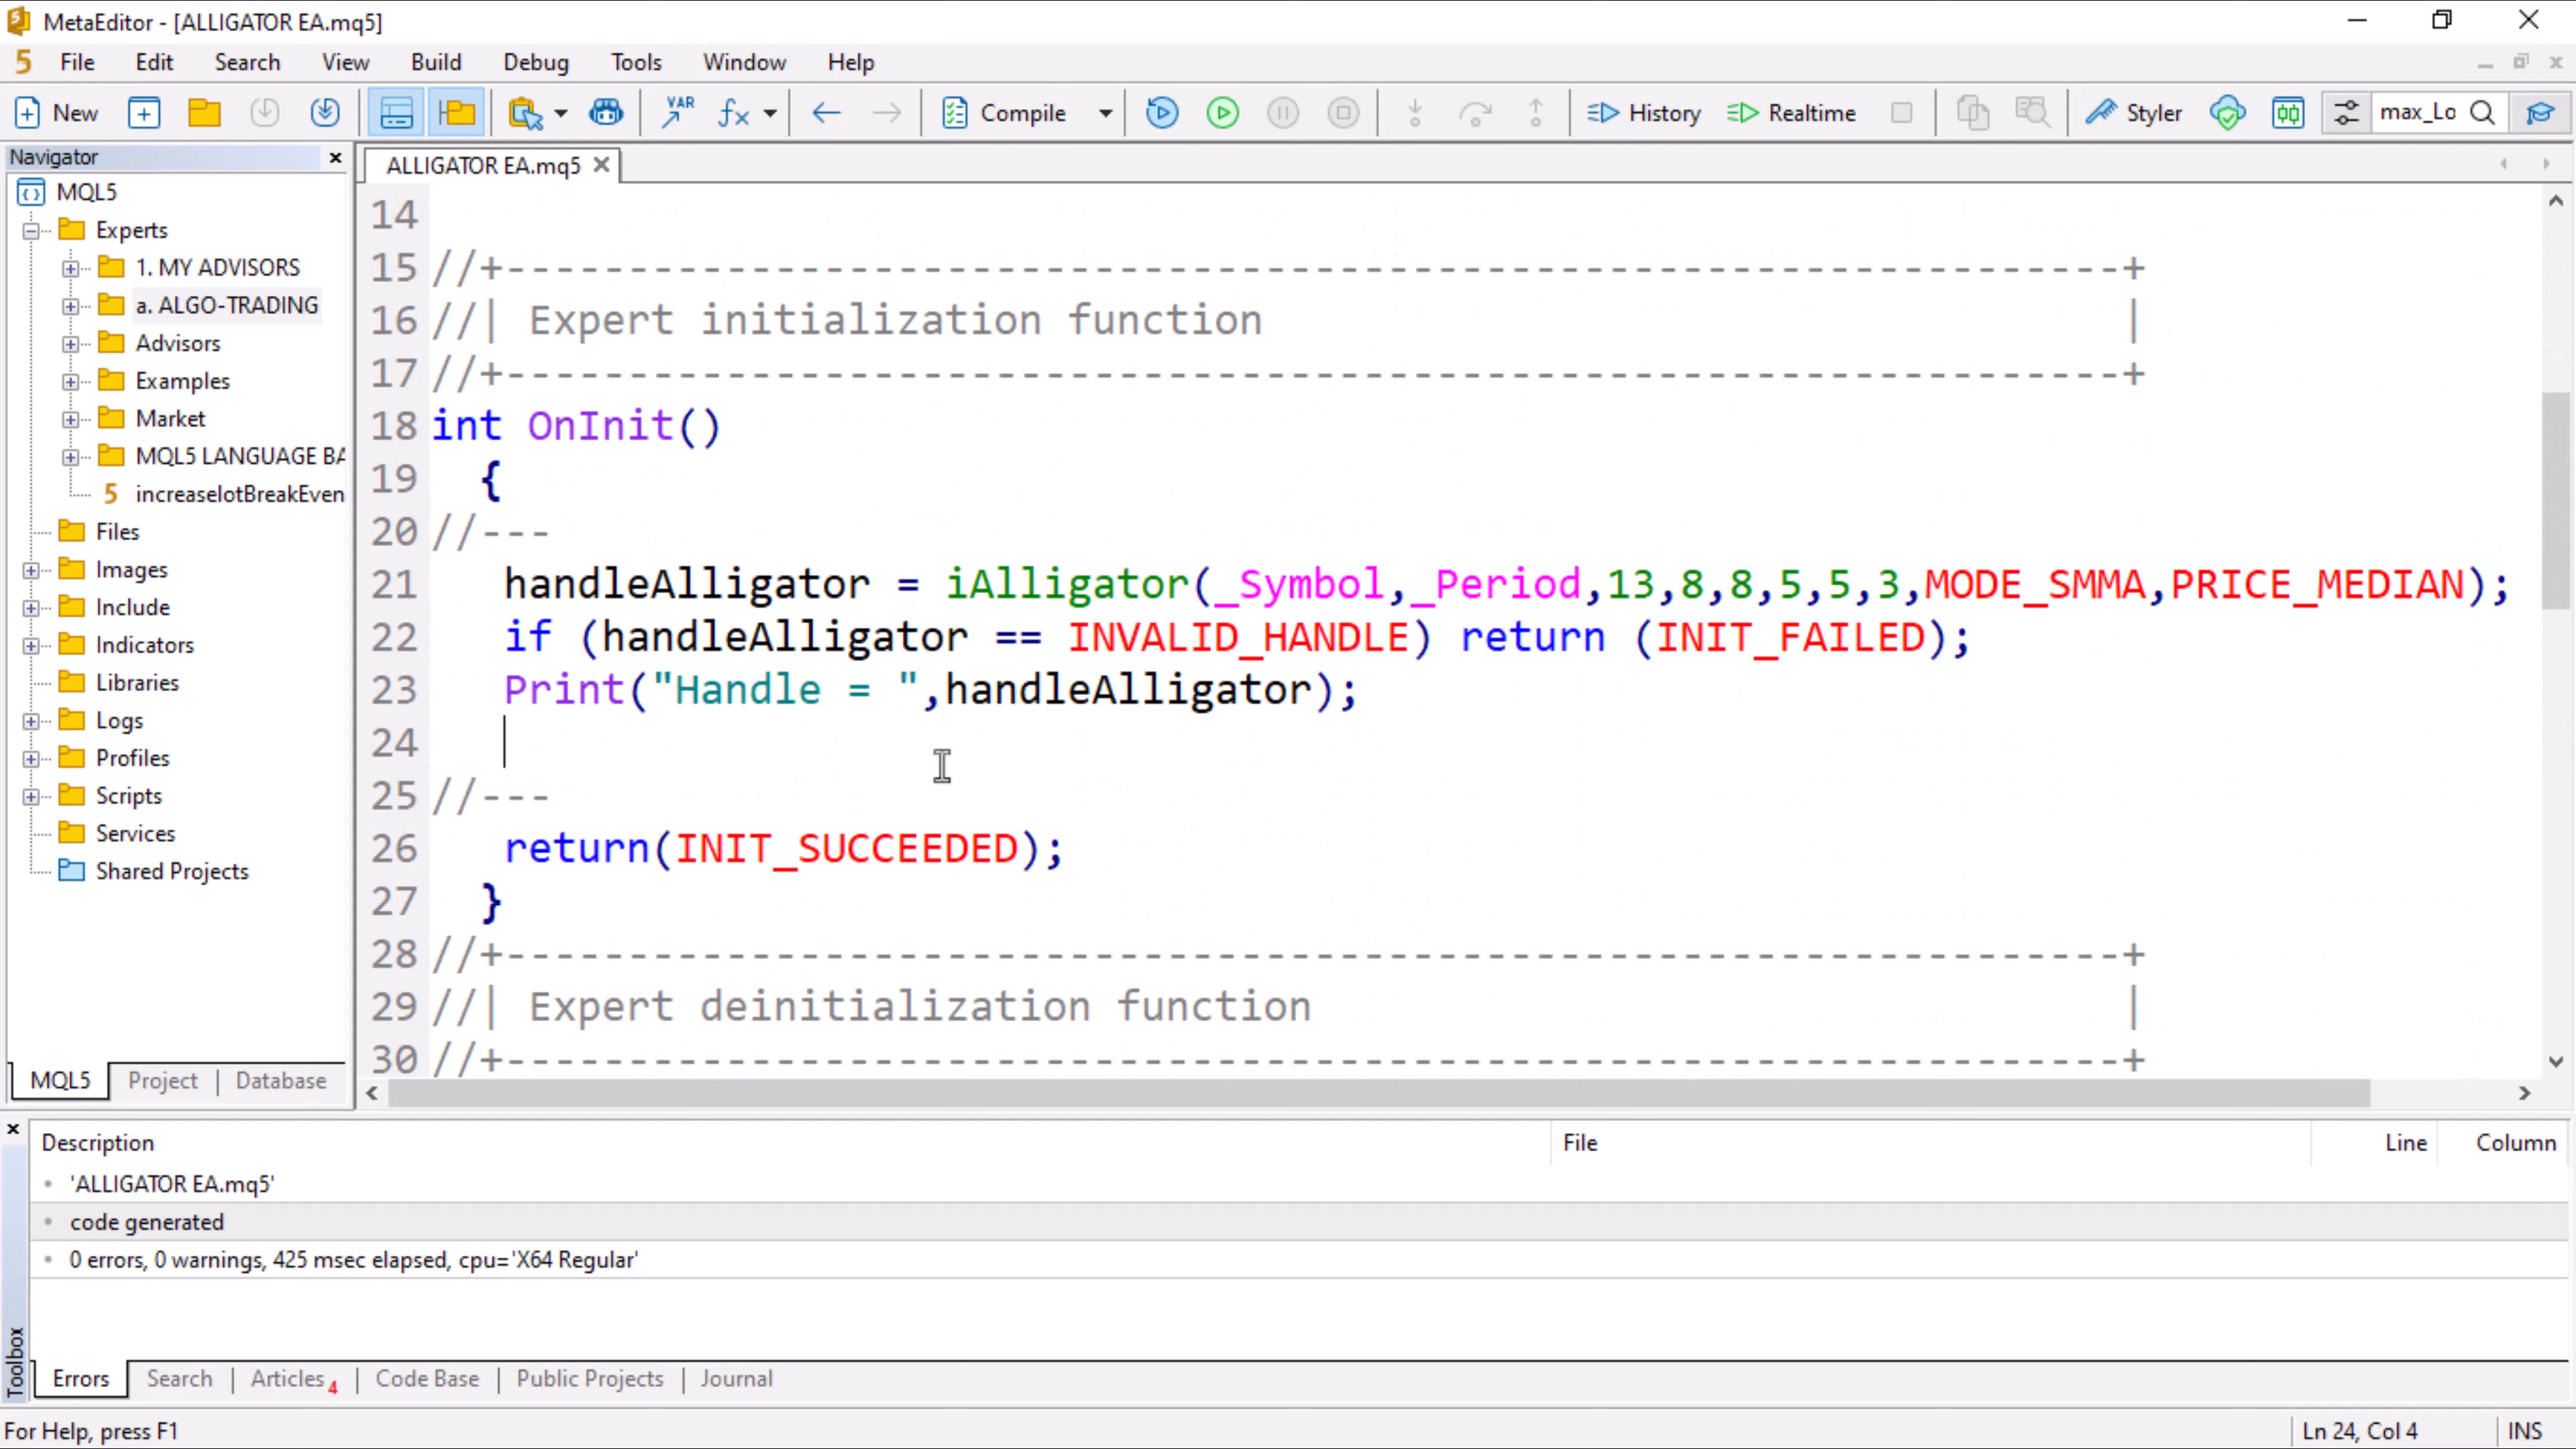 MetaEditor - [ALLIGATOR EA.mq5]
5 File Edit Search View Build Debug Tools Window Help
New VAR fx Compile History Realtime Styler max_Lo
Navigator
MQL5
Experts
1. MY ADVISORS
a. ALGO-TRADING
Advisors
Examples
Market
MQL5 LANGUAGE BA
5 increaselotBreakEven
Files
Images
Include
Indicators
Libraries
Logs
Profiles
Scripts
Services
Shared Projects
MQL5 Project Database
ALLIGATOR EA.mq5
14
15 //+------------------------------------------------------------------+
16 //| Expert initialization function |
17 //+------------------------------------------------------------------+
18 int OnInit()
19 {
20 //---
21 handleAlligator = iAlligator(_Symbol,_Period,13,8,8,5,5,3,MODE_SMMA,PRICE_MEDIAN);
22 if (handleAlligator == INVALID_HANDLE) return (INIT_FAILED);
23 Print("Handle = ",handleAlligator);
24
25 //---
26 return(INIT_SUCCEEDED);
27 }
28 //+------------------------------------------------------------------+
29 //| Expert deinitialization function |
30 //+------------------------------------------------------------------+
Description File Line Column
'ALLIGATOR EA.mq5'
code generated
0 errors, 0 warnings, 425 msec elapsed, cpu='X64 Regular'
Toolbox
Errors Search Articles 4 Code Base Public Projects Journal
For Help, press F1 Ln 24, Col 4 INS